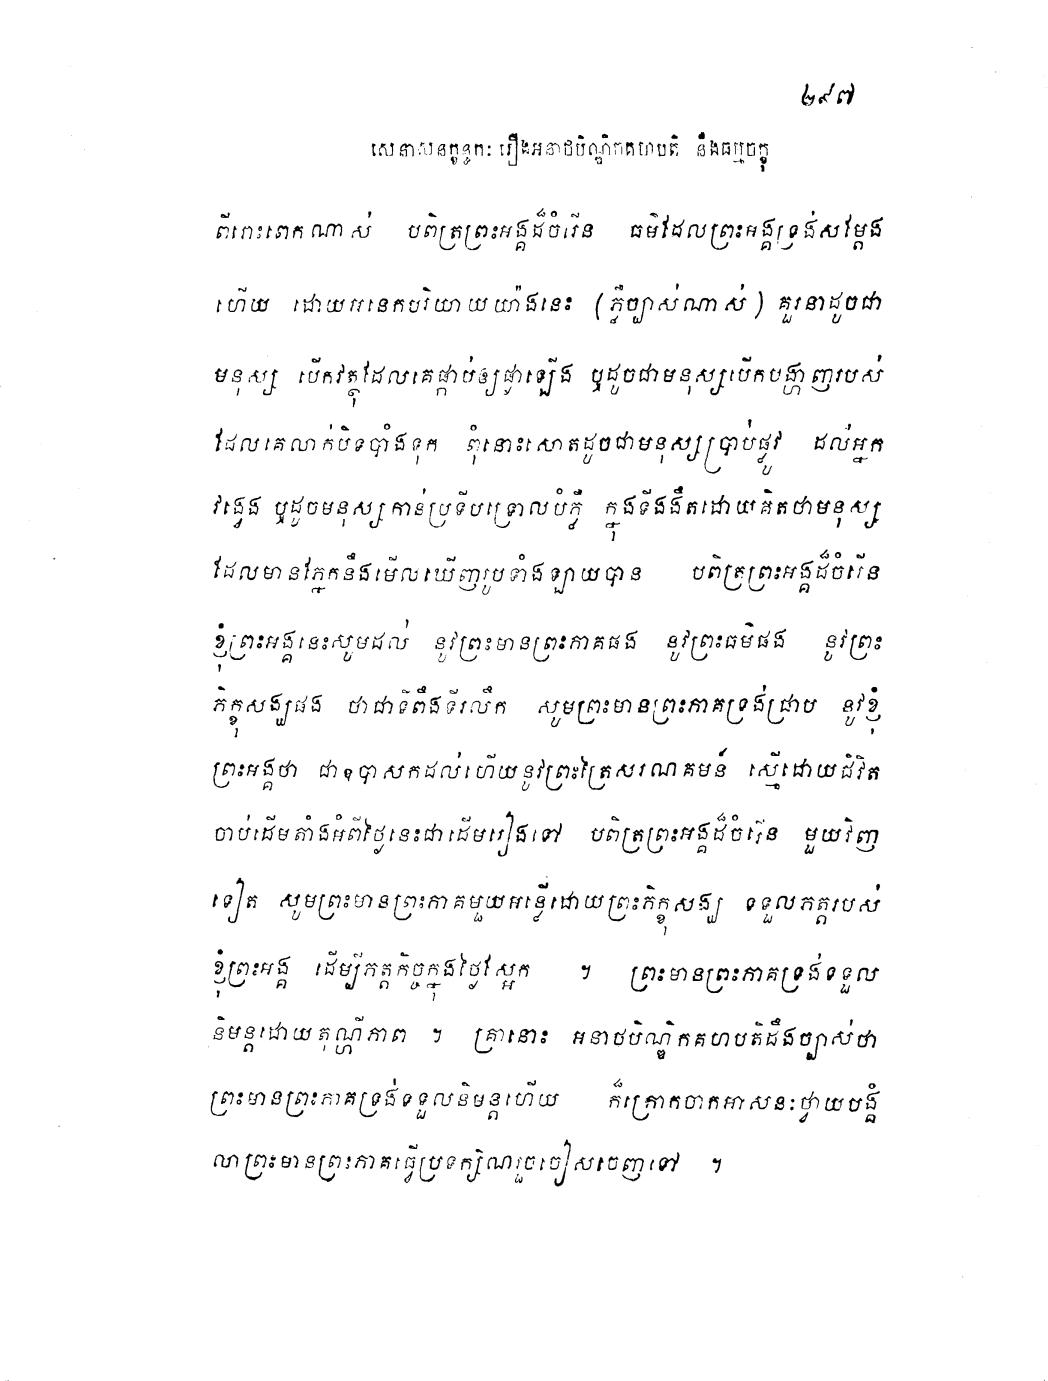 ២៩៧
សេនាសនក្ខន្ធកៈ រឿងអនាថបិណ្ឌិកគហបតិ នឹងធម្មចក្ខុ
ពីរោះពេកណាស់ បពិត្រព្រះអង្គដ៏ចំរើន ធម៌ដែលព្រះអង្គទ្រង់សម្ដែង
ហើយ ដោយអនេកបរិយាយយ៉ាងនេះ (ភ្លឺច្បាស់ណាស់) គួរនាដូចជា
មនុស្ស បើកវត្ថុដែលគេផ្កាប់ឲ្យផ្ងាឡើង ឬដូចជាមនុស្សបើកបង្ហាញរបស់
ដែលគេលាក់បិទបាំងទុក ពុំនោះសោតដូចជាមនុស្សប្រាប់ផ្លូវ ដល់អ្នក
វង្វេង ឬដូចមនុស្សកាន់ប្រទីបទ្រោលបំភ្លឺ ក្នុងទីងងឹតដោយគិតថាមនុស្ស
ដែលមានភ្នែកនឹងមើលឃើញរូបទាំងឡាយបាន បពិត្រព្រះអង្គដ៏ចំរើន
ខ្ញុំព្រះអង្គនេះសូមដល់ នូវព្រះមានព្រះភាគផង នូវព្រះធម៌ផង នូវព្រះ
ភិក្ខុសង្ឃផង ថាជាទីពឹងទីរលឹក សូមព្រះមានព្រះភាគទ្រង់ជ្រាប នូវខ្ញុំ
ព្រះអង្គថា ជាឧបាសកដល់ហើយនូវព្រះត្រៃសរណគមន៍ ស្មើដោយជីវិត
ចាប់ដើមតាំងអំពីថ្ងៃនេះជាដើមរៀងទៅ បពិត្រព្រះអង្គដ៏ចំរើន មួយវិញ
ទៀត សូមព្រះមានព្រះភាគមួយអន្លើដោយព្រះភិក្ខុសង្ឃ ទទួលភត្តរបស់
ខ្ញុំព្រះអង្គ ដើម្បីភត្តកិច្ចក្នុងថ្ងៃស្អែក ។ ព្រះមានព្រះភាគទ្រង់ទទួល
និមន្តដោយតុណ្ហីភាព ។ គ្រានោះ អនាថបិណ្ឌិកគហបតិដឹងច្បាស់ថា
ព្រះមានព្រះភាគទ្រង់ទទួលនិមន្តហើយ ក៏ក្រោកចាកអាសនៈថ្វាយបង្គំ
លាព្រះមានព្រះភាគធ្វើប្រទក្សិណរួចចៀសចេញទៅ ។